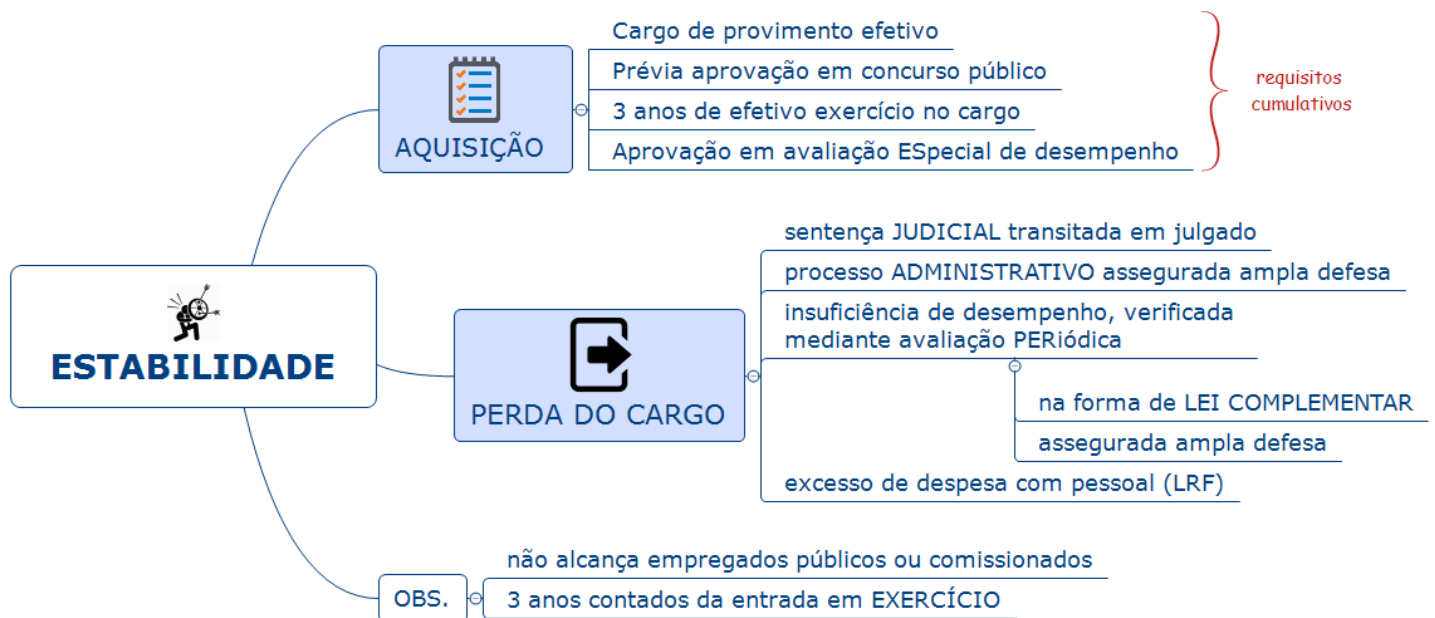 ESTABILIDADE
AQUISIÇÃO
Cargo de provimento efetivo
Prévia aprovação em concurso público
3 anos de efetivo exercício no cargo
Aprovação em avaliação ESpecial de desempenho
requisitos
cumulativos
PERDA DO CARGO
sentença JUDICIAL transitada em julgado
processo ADMINISTRATIVO assegurada ampla defesa
insuficiência de desempenho, verificada
mediante avaliação PERiódica
na forma de LEI COMPLEMENTAR
assegurada ampla defesa
excesso de despesa com pessoal (LRF)
OBS.
não alcança empregados públicos ou comissionados
3 anos contados da entrada em EXERCÍCIO